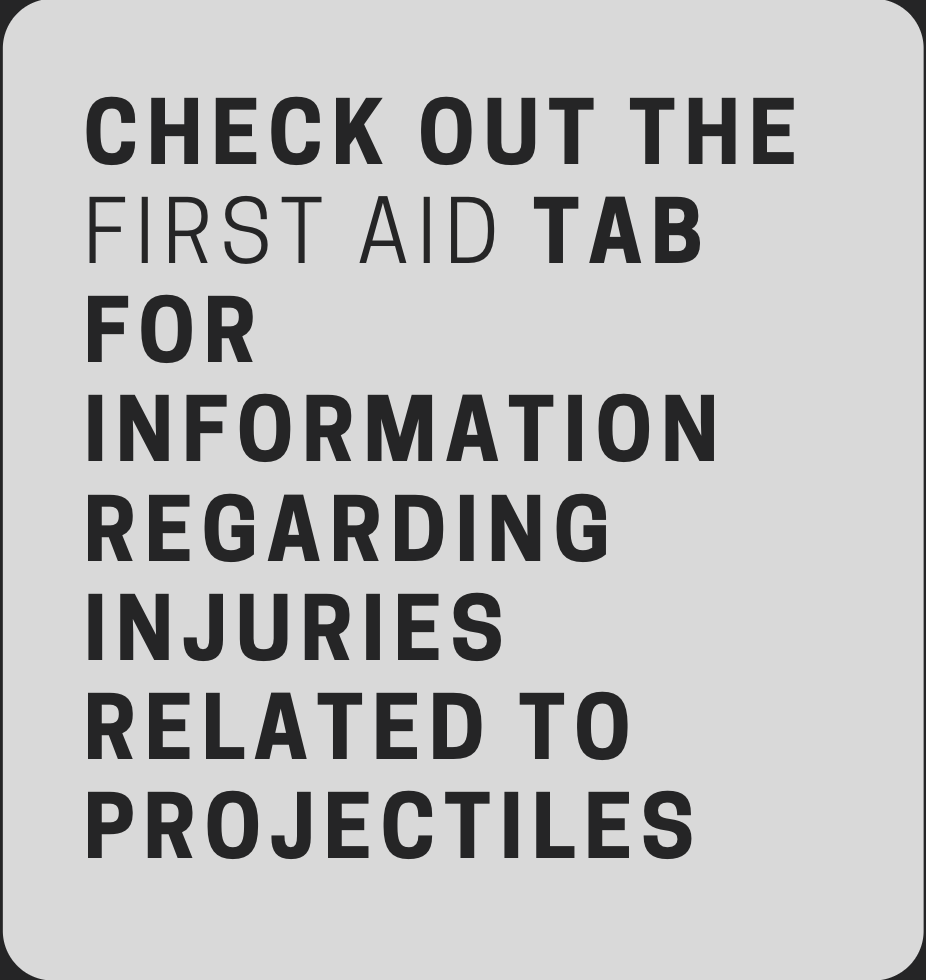 CHECK OUT THE
FIRST AID TAB
FOR
INFORMATION
REGARDING
INJURIES
RELATED TO
PROJECTILES